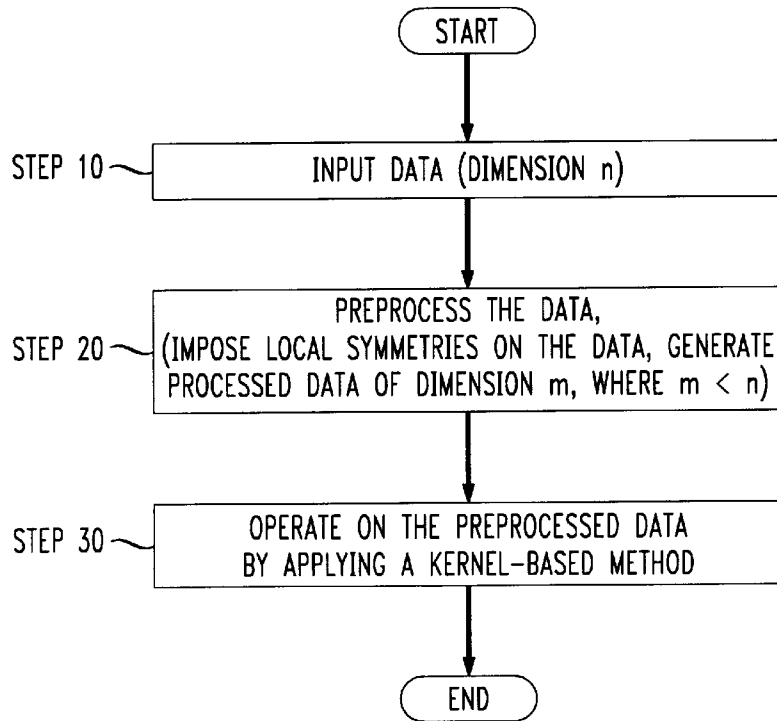 START
STEP 10
INPUT DATA (DIMENSION n)
STEP 20
PREPROCESS THE DATA,
(IMPOSE LOCAL SYMMETRIES ON THE DATA, GENERATE
PROCESSED DATA OF DIMENSION m, WHERE m < n)
STEP 30
OPERATE ON THE PREPROCESSED DATA
BY APPLYING A KERNEL-BASED METHOD
END